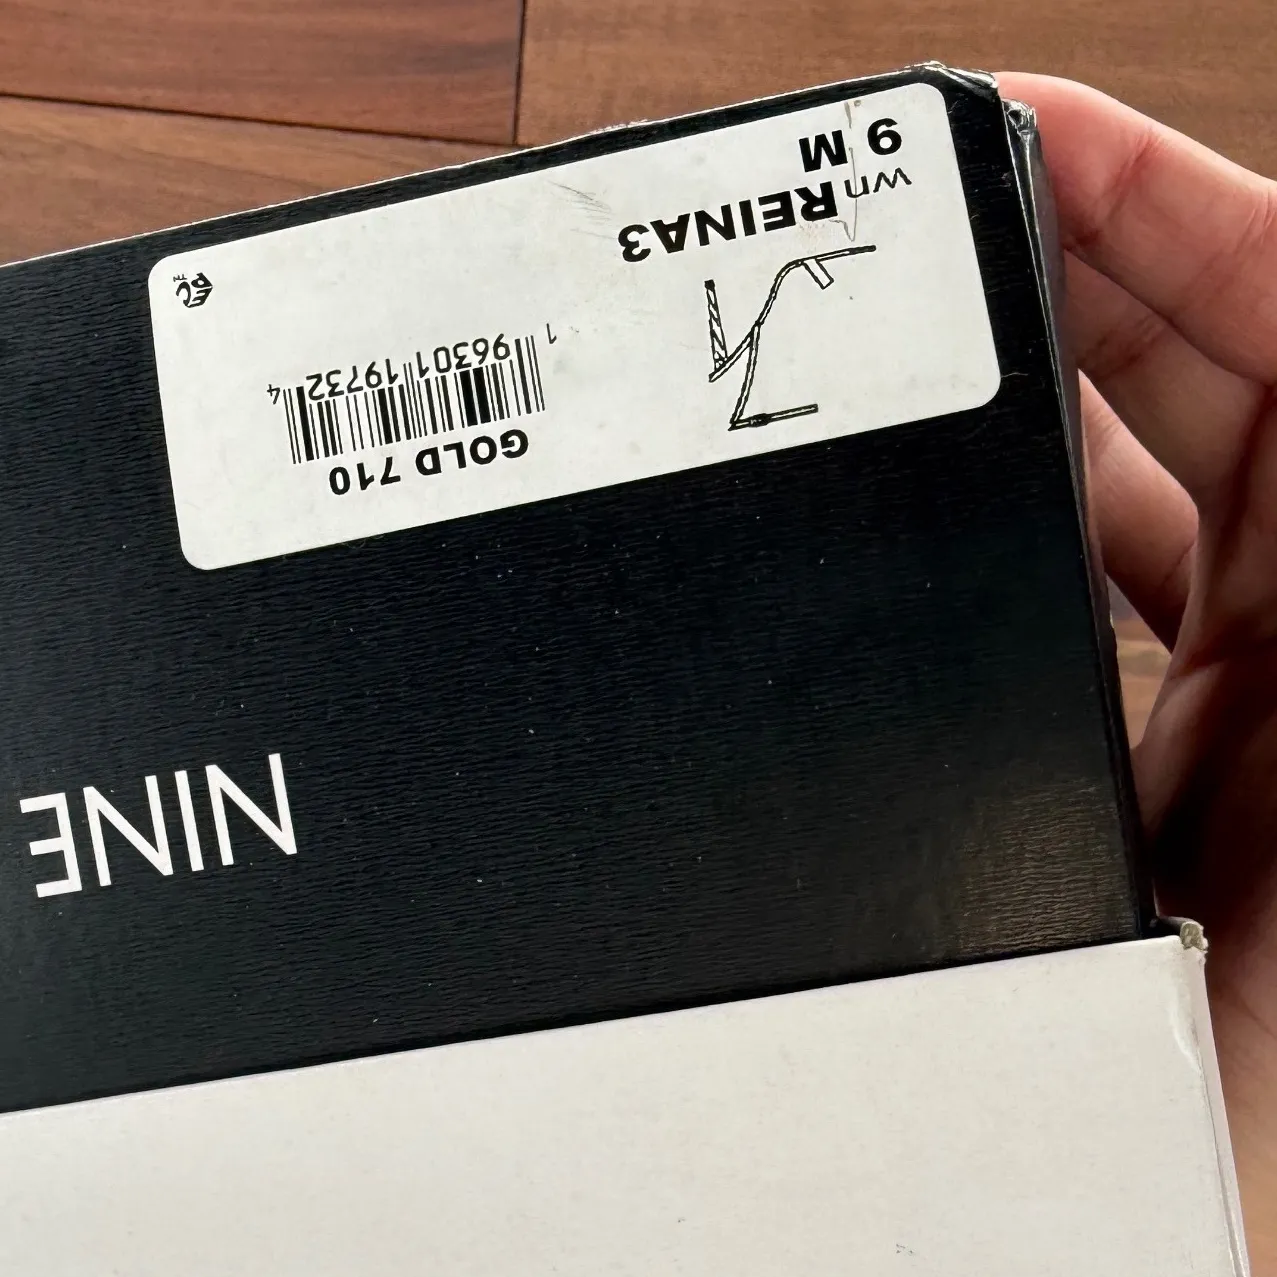 9 M
wn REINA3
1 96301 19732 4
GOLD 710
NINE